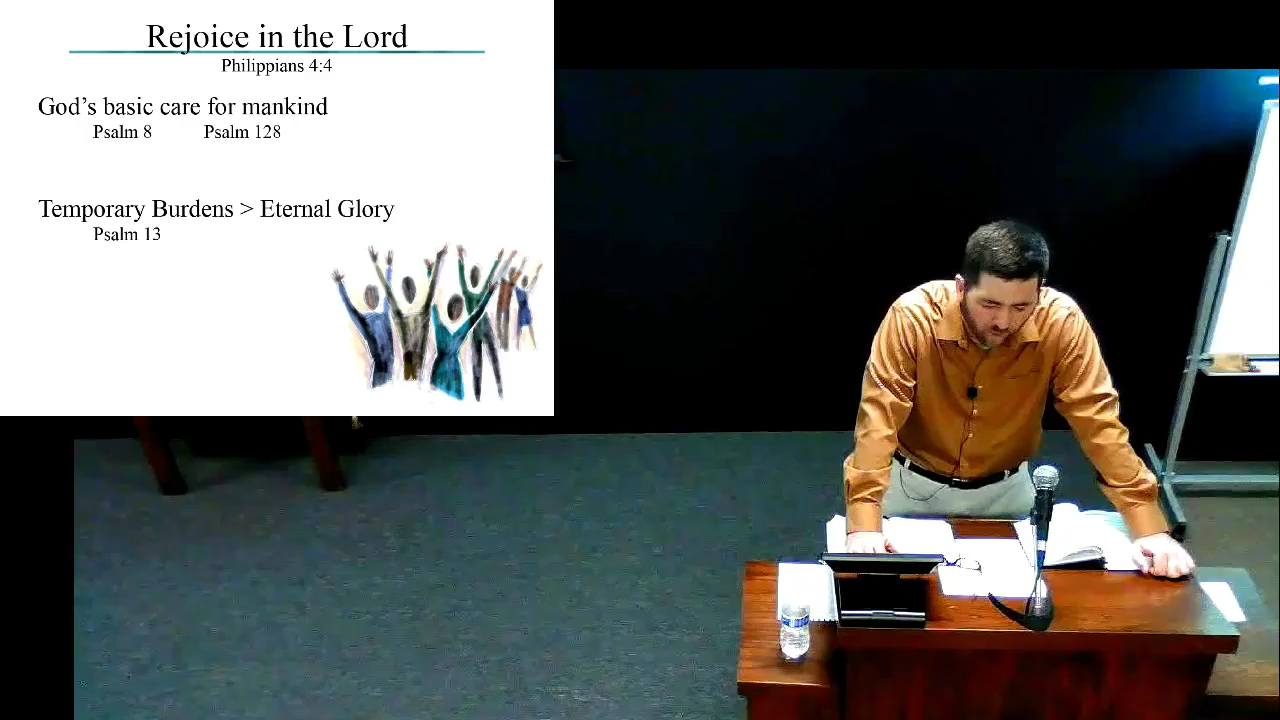 Rejoice in the Lord
Philippians 4:4
God's basic care for mankind
Psalm 8 Psalm 128
Temporary Burdens > Eternal Glory
Psalm 13